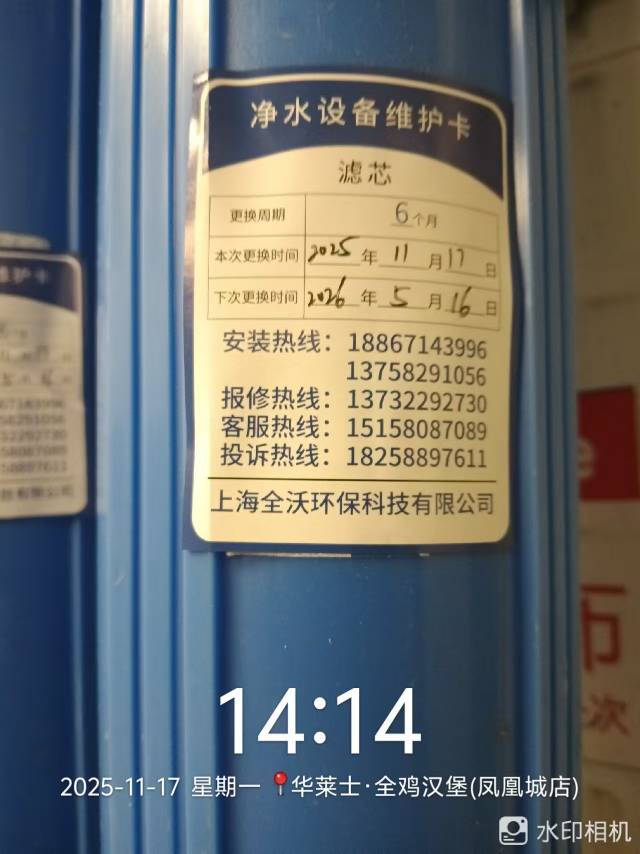 净水设备维护卡
滤芯
更换周期 6个月
本次更换时间 2025年11月17日
下次更换时间 2026年5月16日
安装热线：18867143996
13758291056
报修热线：13732292730
客服热线：15158087089
投诉热线：18258897611
上海全沃环保科技有限公司
14:14
2025-11-17 星期一 华莱士·全鸡汉堡(凤凰城店)
水印相机